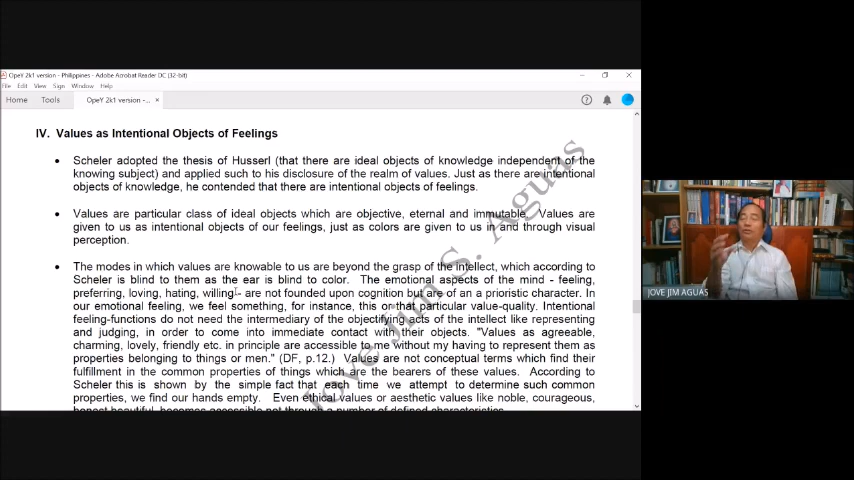 OpeY 2k1 version - Philippines - Adobe Acrobat Reader DC (32-bit)
File Edit View Sign Window Help
Home Tools OpeY 2k1 version -... ×
IV. Values as Intentional Objects of Feelings
• Scheler adopted the thesis of Husserl (that there are ideal objects of knowledge independent of the
knowing subject) and applied such to his disclosure of the realm of values. Just as there are intentional
objects of knowledge, he contended that there are intentional objects of feelings.
• Values are particular class of ideal objects which are objective, eternal and immutable. Values are
given to us as intentional objects of our feelings, just as colors are given to us in and through visual
perception.
• The modes in which values are knowable to us are beyond the grasp of the intellect, which according to
Scheler is blind to them as the ear is blind to color. The emotional aspects of the mind - feeling,
preferring, loving, hating, willing - are not founded upon cognition but are of an a prioristic character. In
our emotional feeling, we feel something, for instance, this or that particular value-quality. Intentional
feeling-functions do not need the intermediary of the objectifying acts of the intellect like representing
and judging, in order to come into immediate contact with their objects. "Values as agreeable,
charming, lovely, friendly etc. in principle are accessible to me without my having to represent them as
properties belonging to things or men." (DF, p.12.) Values are not conceptual terms which find their
fulfillment in the common properties of things which are the bearers of these values. According to
Scheler this is shown by the simple fact that each time we attempt to determine such common
properties, we find our hands empty. Even ethical values or aesthetic values like noble, courageous,
honest beautiful, becomes accessible not through a number of defined characteristics
Jove Jim S. Aguas
JOVE JIM AGUAS